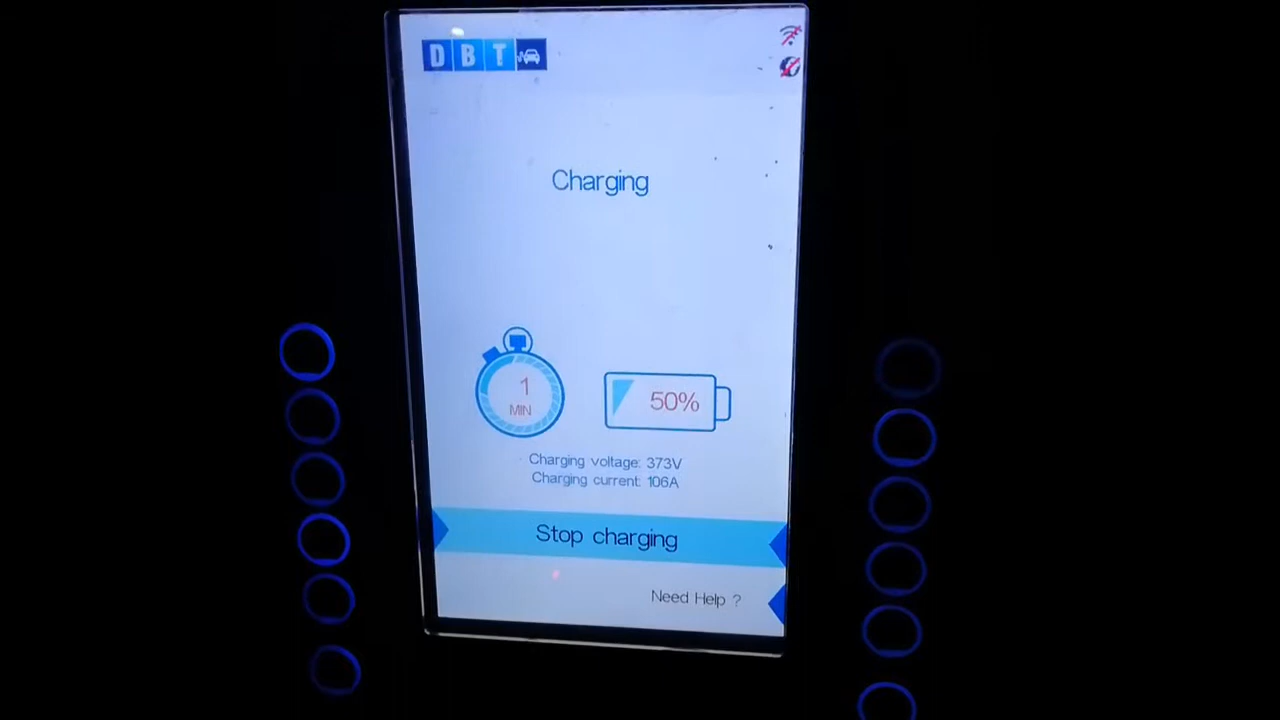 DBT
Charging
1
MIN
50%
Charging voltage: 373V
Charging current: 106A
Stop charging
Need Help ?